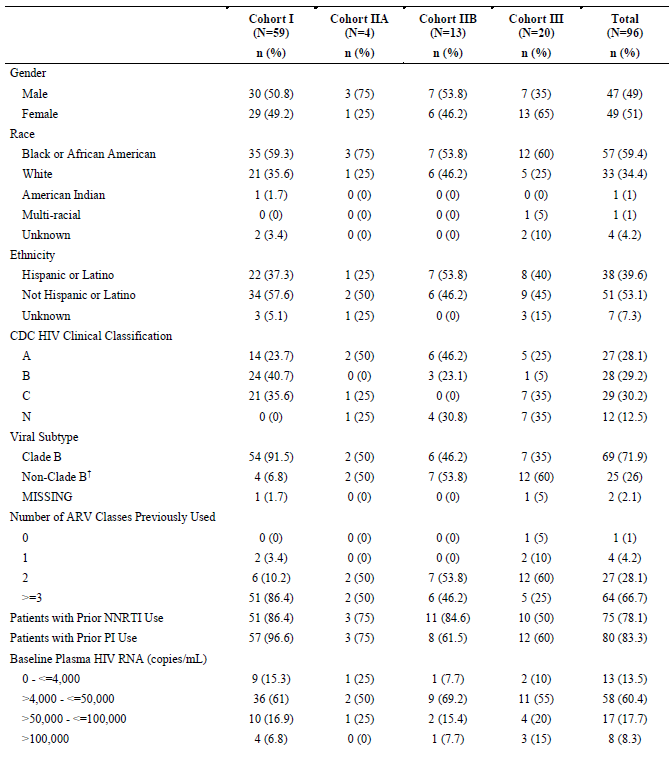 Cohort I Cohort IIA Cohort IIB Cohort III Total
(N=59) (N=4) (N=13) (N=20) (N=96)
n (%) n (%) n (%) n (%) n (%)
Gender
Male 30 (50.8) 3 (75) 7 (53.8) 7 (35) 47 (49)
Female 29 (49.2) 1 (25) 6 (46.2) 13 (65) 49 (51)
Race
Black or African American 35 (59.3) 3 (75) 7 (53.8) 12 (60) 57 (59.4)
White 21 (35.6) 1 (25) 6 (46.2) 5 (25) 33 (34.4)
American Indian 1 (1.7) 0 (0) 0 (0) 0 (0) 1 (1)
Multi-racial 0 (0) 0 (0) 0 (0) 1 (5) 1 (1)
Unknown 2 (3.4) 0 (0) 0 (0) 2 (10) 4 (4.2)
Ethnicity
Hispanic or Latino 22 (37.3) 1 (25) 7 (53.8) 8 (40) 38 (39.6)
Not Hispanic or Latino 34 (57.6) 2 (50) 6 (46.2) 9 (45) 51 (53.1)
Unknown 3 (5.1) 1 (25) 0 (0) 3 (15) 7 (7.3)
CDC HIV Clinical Classification
A 14 (23.7) 2 (50) 6 (46.2) 5 (25) 27 (28.1)
B 24 (40.7) 0 (0) 3 (23.1) 1 (5) 28 (29.2)
C 21 (35.6) 1 (25) 0 (0) 7 (35) 29 (30.2)
N 0 (0) 1 (25) 4 (30.8) 7 (35) 12 (12.5)
Viral Subtype
Clade B 54 (91.5) 2 (50) 6 (46.2) 7 (35) 69 (71.9)
Non-Clade B† 4 (6.8) 2 (50) 7 (53.8) 12 (60) 25 (26)
MISSING 1 (1.7) 0 (0) 0 (0) 1 (5) 2 (2.1)
Number of ARV Classes Previously Used
0 0 (0) 0 (0) 0 (0) 1 (5) 1 (1)
1 2 (3.4) 0 (0) 0 (0) 2 (10) 4 (4.2)
2 6 (10.2) 2 (50) 7 (53.8) 12 (60) 27 (28.1)
>=3 51 (86.4) 2 (50) 6 (46.2) 5 (25) 64 (66.7)
Patients with Prior NNRTI Use 51 (86.4) 3 (75) 11 (84.6) 10 (50) 75 (78.1)
Patients with Prior PI Use 57 (96.6) 3 (75) 8 (61.5) 12 (60) 80 (83.3)
Baseline Plasma HIV RNA (copies/mL)
0 - <=4,000 9 (15.3) 1 (25) 1 (7.7) 2 (10) 13 (13.5)
>4,000 - <=50,000 36 (61) 2 (50) 9 (69.2) 11 (55) 58 (60.4)
>50,000 - <=100,000 10 (16.9) 1 (25) 2 (15.4) 4 (20) 17 (17.7)
>100,000 4 (6.8) 0 (0) 1 (7.7) 3 (15) 8 (8.3)